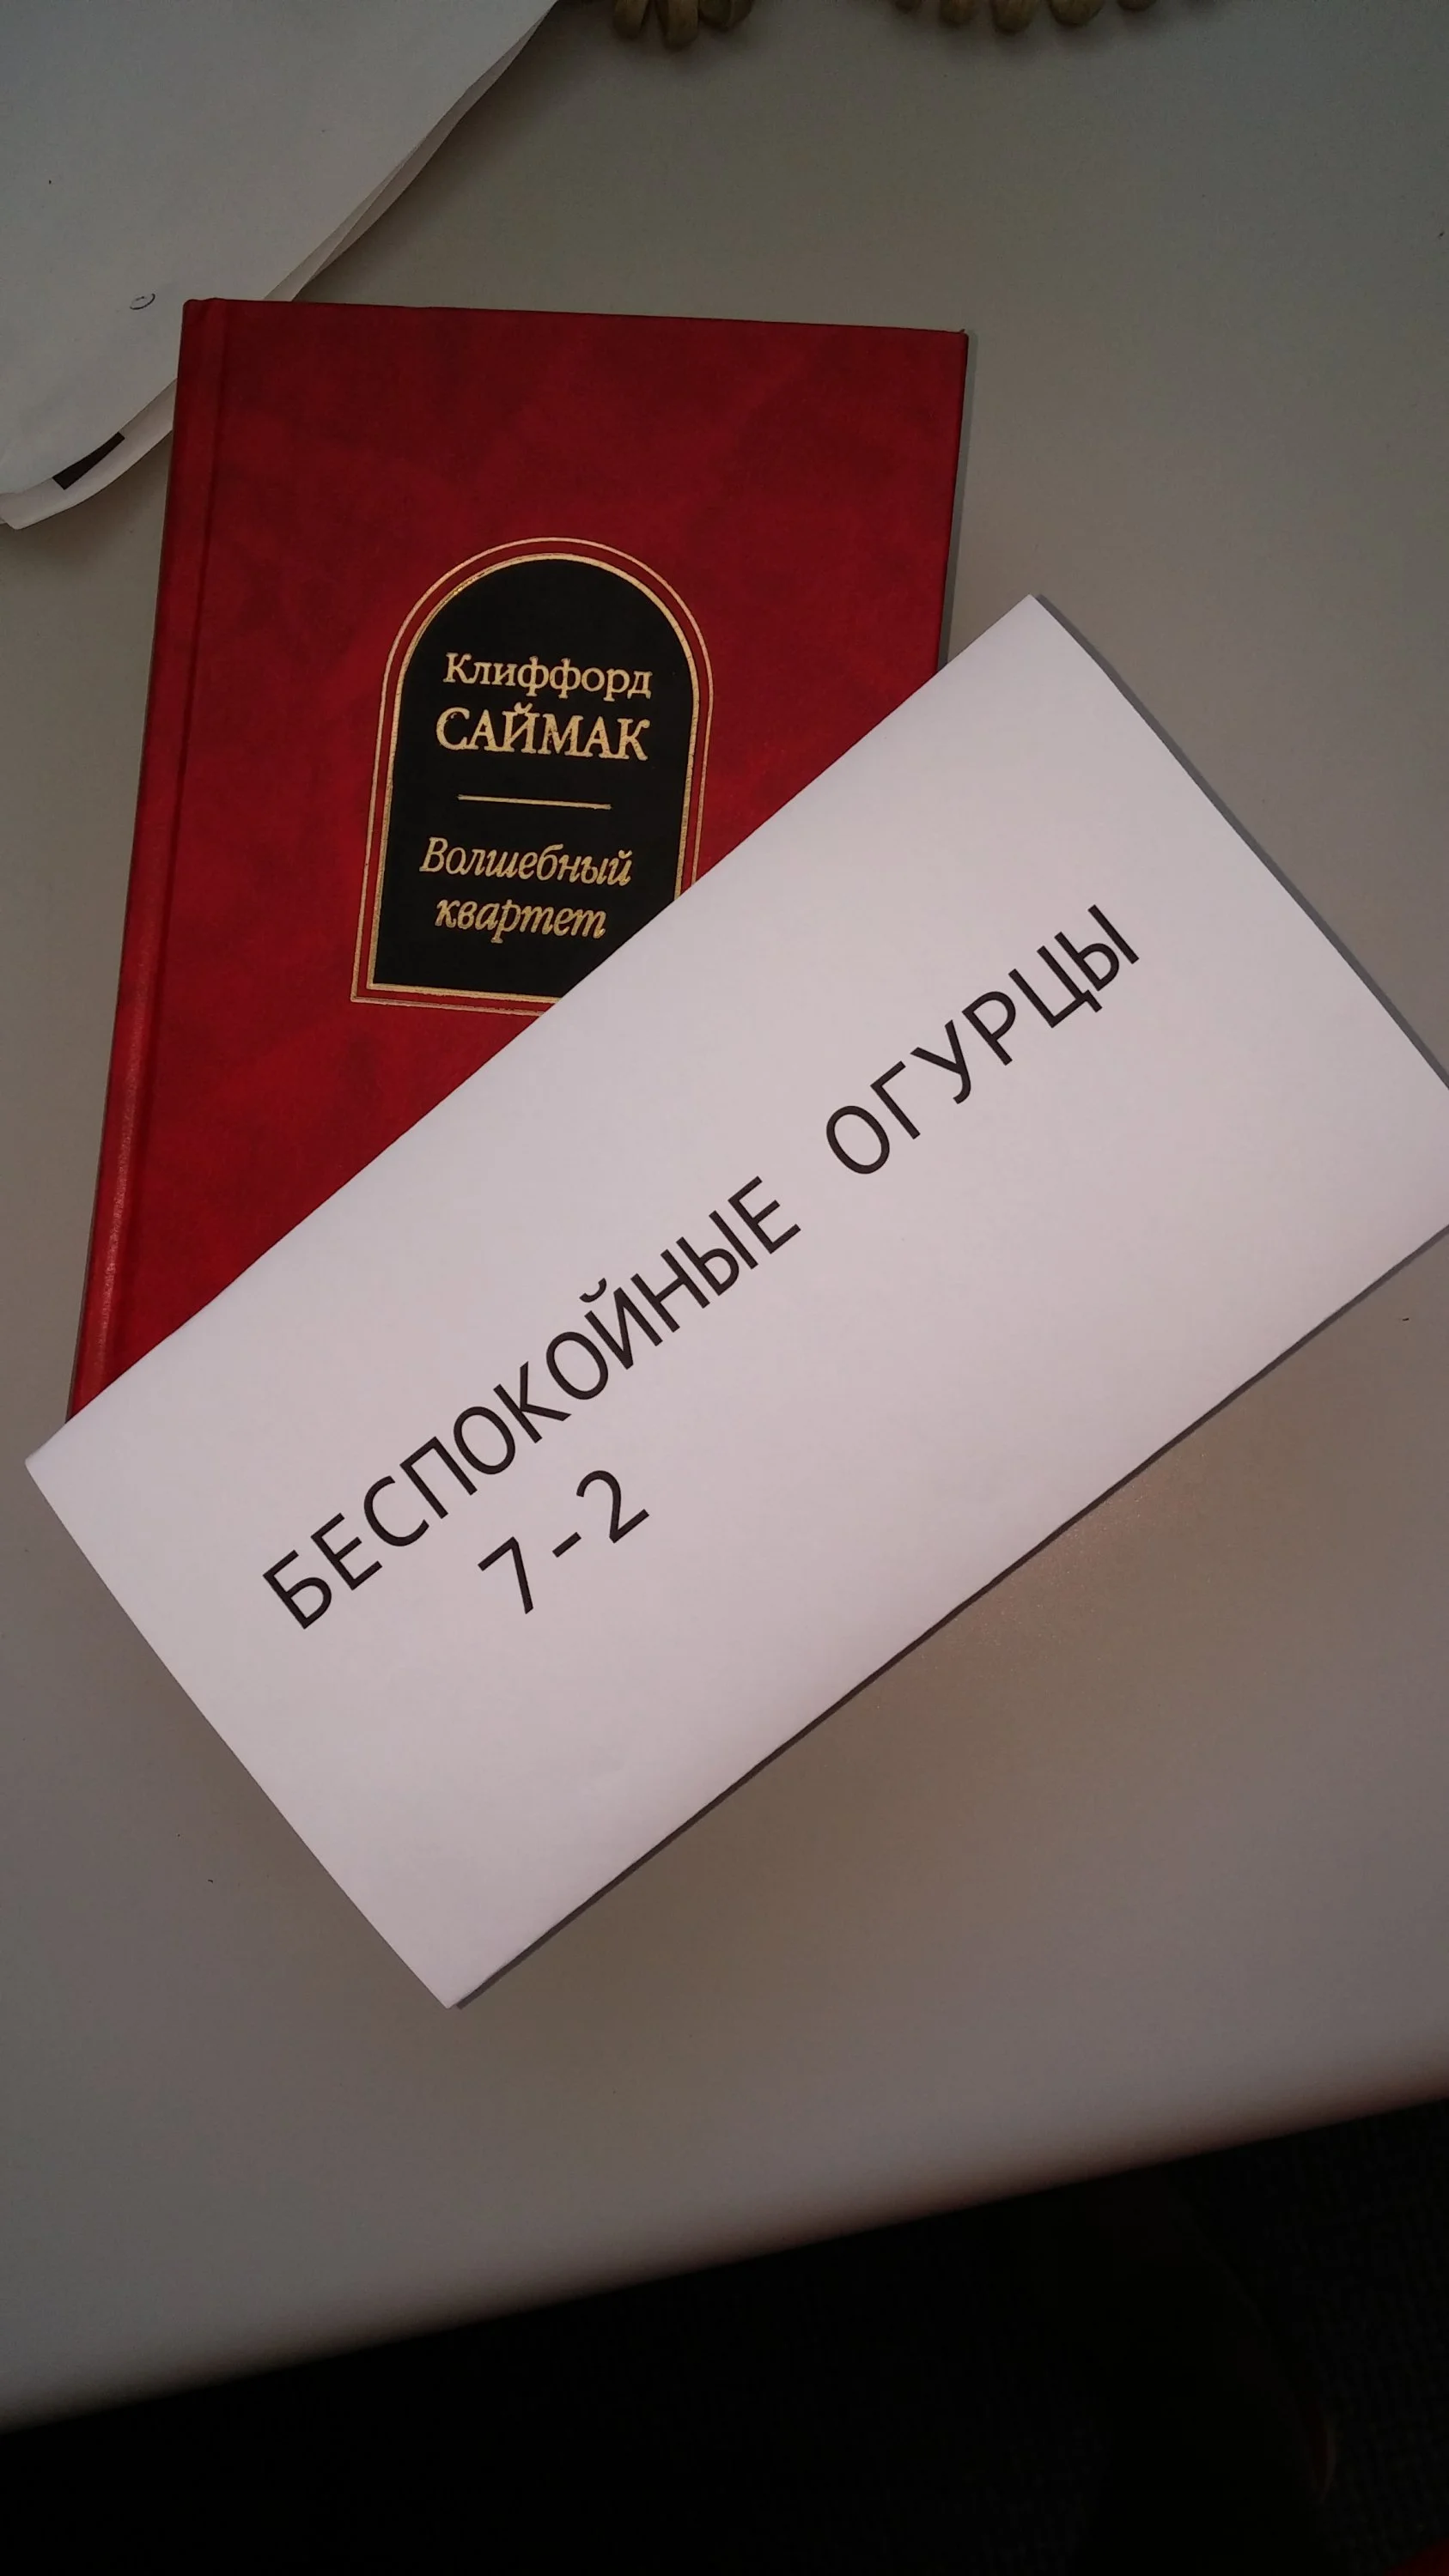 Клиффорд
САЙМАК
Волшебный
квартет
БЕСПОКОЙНЫЕ ОГУРЦЫ
7-2